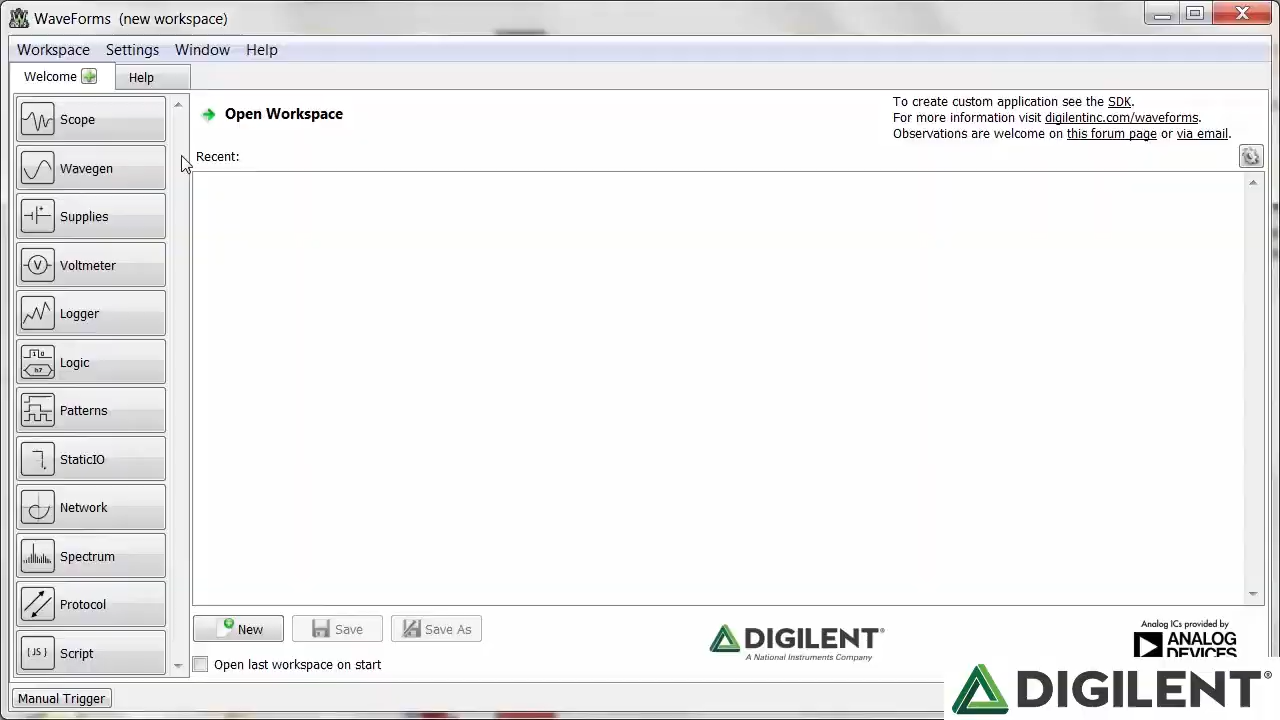 WaveForms (new workspace)
Workspace Settings Window Help
Welcome Help
Scope
Wavegen
Supplies
Voltmeter
Logger
Logic
Patterns
StaticIO
Network
Spectrum
Protocol
Script
Open Workspace
To create custom application see the SDK.
For more information visit digilentinc.com/waveforms.
Observations are welcome on this forum page or via email.
Recent:
New Save Save As
Open last workspace on start
DIGILENT®
A National Instruments Company
Analog ICs provided by
ANALOG
DEVICES
Manual Trigger
DIGILENT®